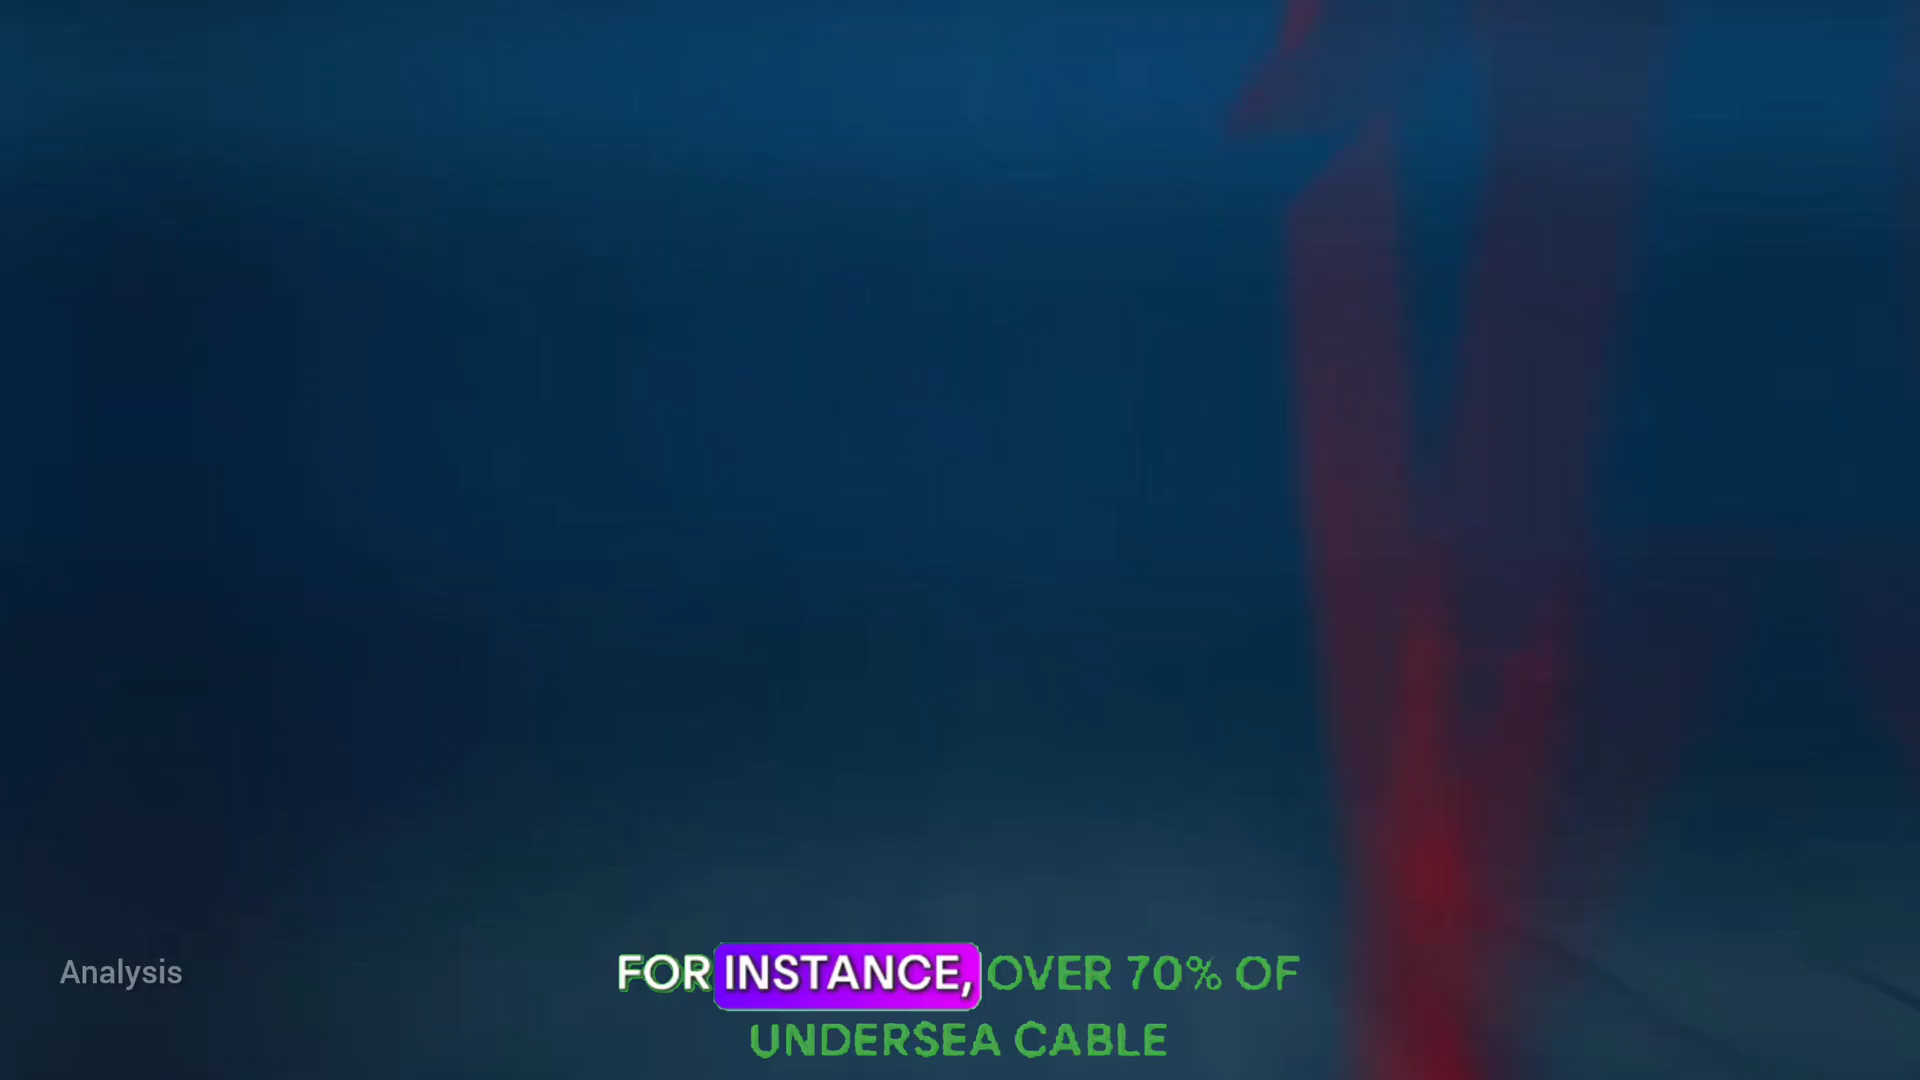 Analysis
FOR INSTANCE, OVER 70% OF
UNDERSEA CABLE